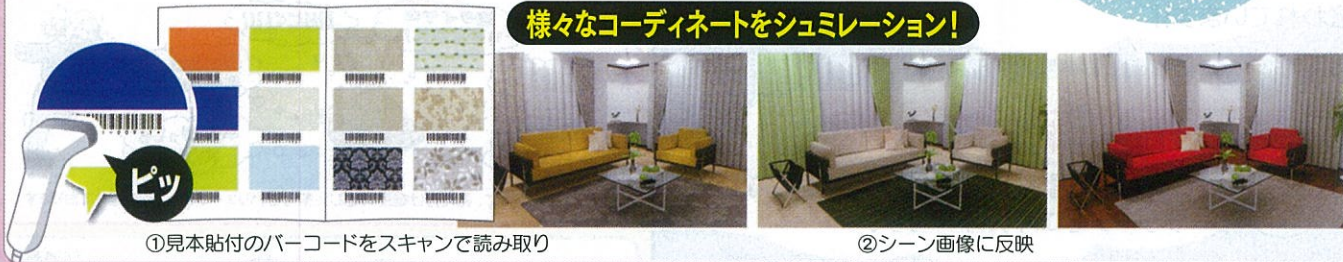 様々なコーディネートをシュミレーション!
ピッ
①見本貼付のバーコードをスキャンで読み取り
②シーン画像に反映